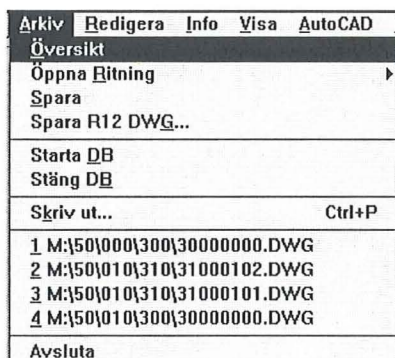 Arkiv Redigera Info Visa AutoCAD
Översikt
Öppna Ritning
Spara
Spara R12 DWG...
Starta DB
Stäng DB
Skriv ut... Ctrl+P
1 M:\50\000\300\30000000.DWG
2 M:\50\010\310\31000102.DWG
3 M:\50\010\310\31000101.DWG
4 M:\50\010\300\30000000.DWG
Avsluta